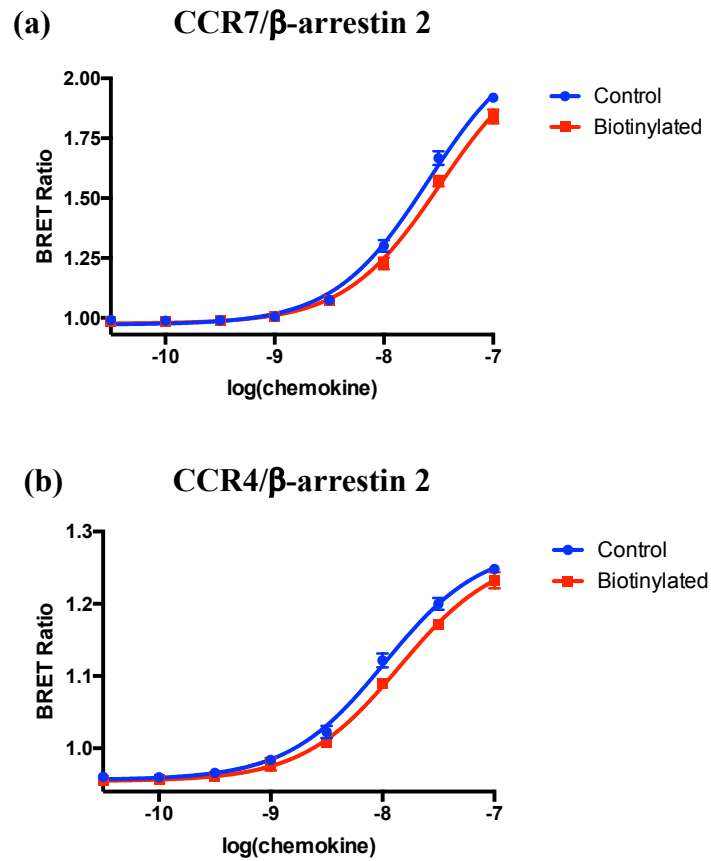 (a) CCR7/β-arrestin 2
2.00
1.75
1.50
1.25
1.00
BRET Ratio
-10 -9 -8 -7
log(chemokine)
Control
Biotinylated
(b) CCR4/β-arrestin 2
1.3
1.2
1.1
1.0
BRET Ratio
-10 -9 -8 -7
log(chemokine)
Control
Biotinylated